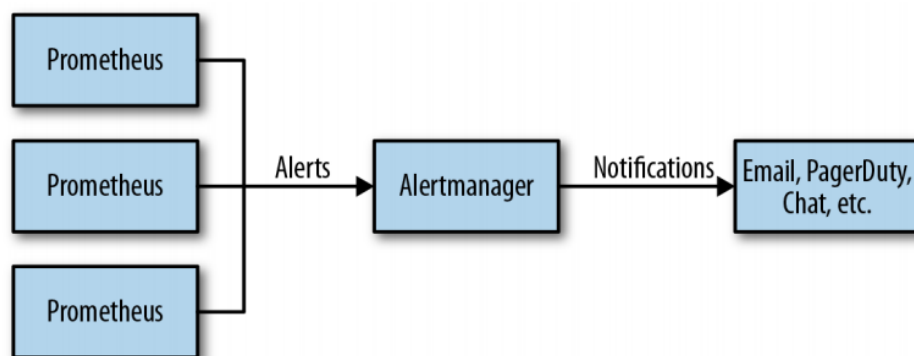 Prometheus
Prometheus
Prometheus
Alerts
Alertmanager
Notifications
Email, PagerDuty,
Chat, etc.